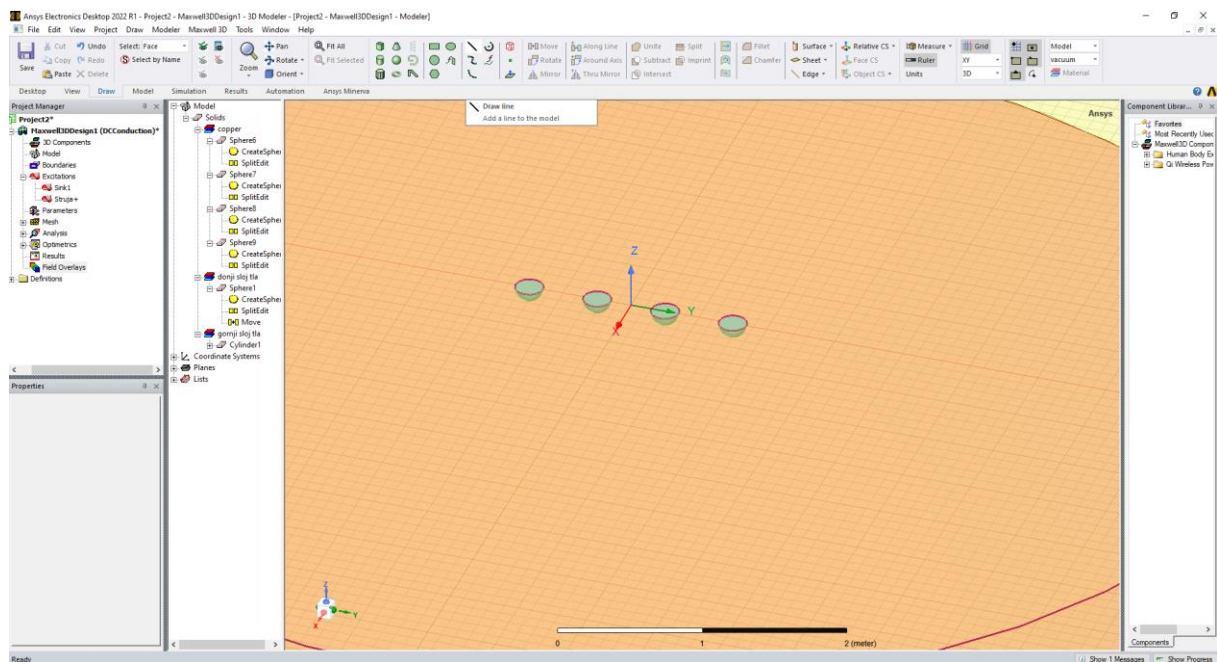 Ansys Electronics Desktop 2022 R1 - Project2 - Maxwell3DDesign1 - 3D Modeler - [Project2 - Maxwell3DDesign1 - Modeler]
File Edit View Project Draw Modeler Maxwell 3D Tools Window Help
Save
Cut
Copy
Paste
Undo
Redo
Delete
Select: Face
Select by Name
Zoom
Pan
Rotate
Orient
Fit All
Fit Selected
Move
Rotate
Mirror
Along Line
Around Axis
Thru Mirror
Unite
Subtract
Intersect
Split
Imprint
Fillet
Chamfer
Surface
Sheet
Edge
Relative CS
Face CS
Object CS
Measure
Ruler
Units
Grid
XY
3D
Model
vacuum
Material
Desktop View Draw Model Simulation Results Automation Ansys Minerva
Draw line
Add a line to the model
Project Manager
Project2*
Maxwell3DDesign1 (DCConduction)*
3D Components
Model
Boundaries
Excitations
Sink1
Struja+
Parameters
Mesh
Analysis
Optimetrics
Results
Field Overlays
Definitions
Properties
Model
Solids
copper
Sphere6
CreateSpher
SplitEdit
Sphere7
CreateSpher
SplitEdit
Sphere8
CreateSpher
SplitEdit
Sphere9
CreateSpher
SplitEdit
donji sloj tla
Sphere1
CreateSpher
SplitEdit
Move
gornji sloj tla
Cylinder1
Coordinate Systems
Planes
Lists
Ansys
Z
Y
X
Z
Y
X
0 1 2 (meter)
Component Librar...
Favorites
Most Recently Used
Maxwell3D Compon
Human Body Ex
Qi Wireless Pow
Components
Ready
Show 1 Messages Show Progress